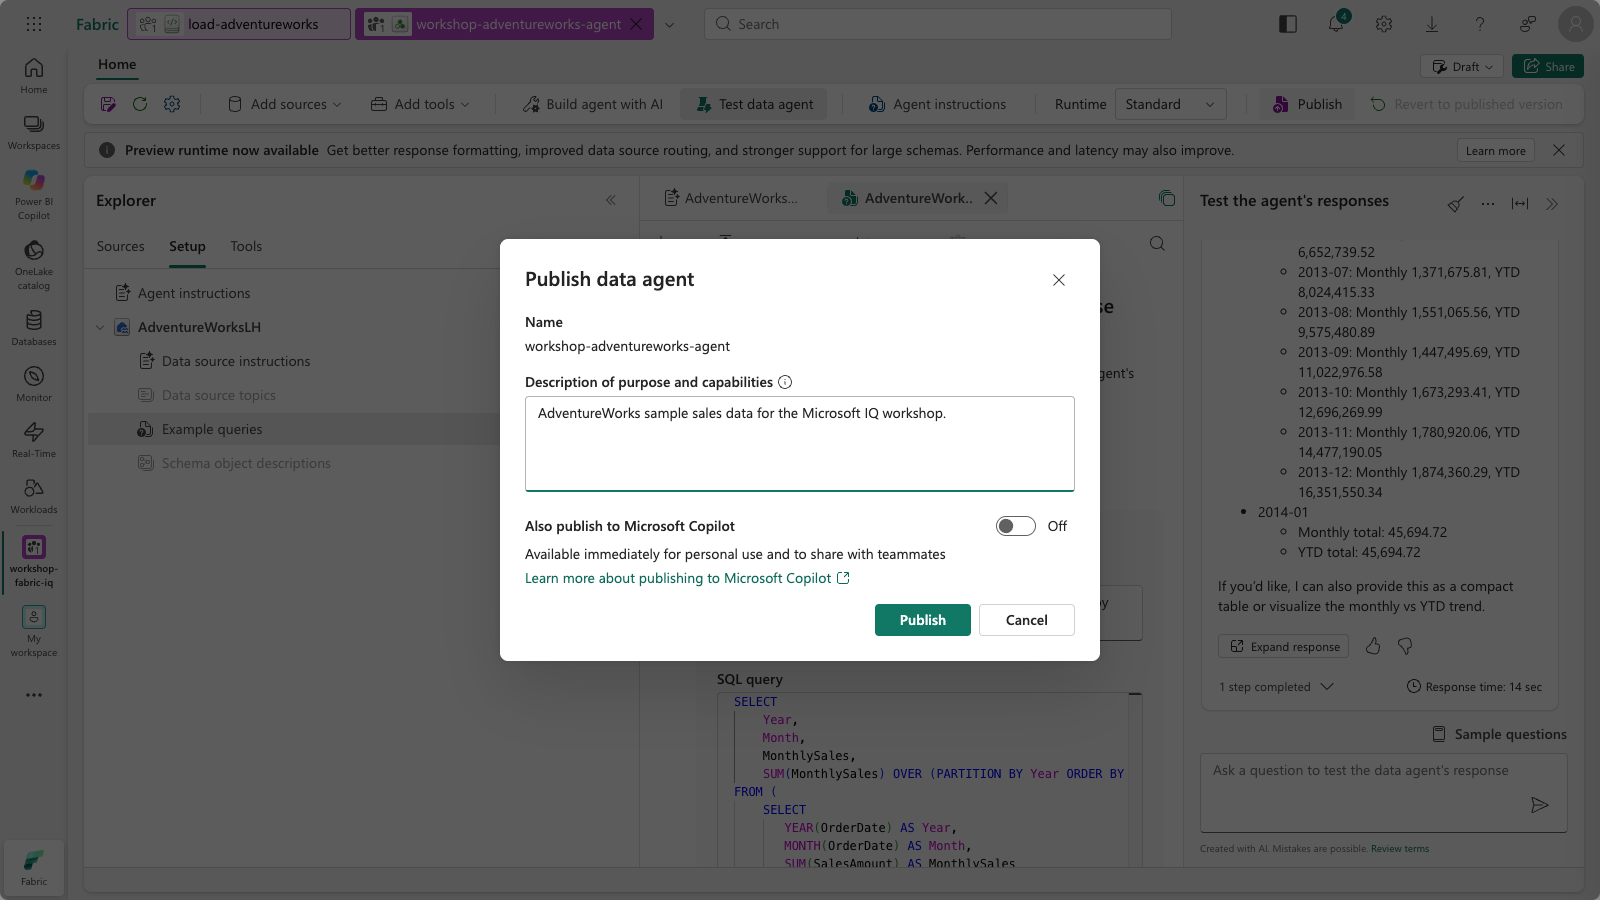 Fabric
load-adventureworks
workshop-adventureworks-agent
Search
4
Home
Draft
Share
Add sources
Add tools
Build agent with AI
Test data agent
Agent instructions
Runtime
Standard
Publish
Revert to published version
Preview runtime now available Get better response formatting, improved data source routing, and stronger support for large schemas. Performance and latency may also improve.
Learn more
Home
Workspaces
Power BI
Copilot
OneLake
catalog
Databases
Monitor
Real-Time
Workloads
workshop-
fabric-iq
My
workspace
Fabric
Explorer
Sources
Setup
Tools
Agent instructions
AdventureWorksLH
Data source instructions
Data source topics
Example queries
Schema object descriptions
AdventureWorks...
AdventureWork..
Publish data agent
Name
workshop-adventureworks-agent
Description of purpose and capabilities
AdventureWorks sample sales data for the Microsoft IQ workshop.
Also publish to Microsoft Copilot
Off
Available immediately for personal use and to share with teammates
Learn more about publishing to Microsoft Copilot
Publish
Cancel
SQL query
SELECT
Year,
Month,
MonthlySales,
SUM(MonthlySales) OVER (PARTITION BY Year ORDER BY
FROM (
SELECT
YEAR(OrderDate) AS Year,
MONTH(OrderDate) AS Month,
SUM(SalesAmount) AS MonthlySales
Test the agent's responses
6,652,739.52
2013-07: Monthly 1,371,675.81, YTD
8,024,415.33
2013-08: Monthly 1,551,065.56, YTD
9,575,480.89
2013-09: Monthly 1,447,495.69, YTD
11,022,976.58
2013-10: Monthly 1,673,293.41, YTD
12,696,269.99
2013-11: Monthly 1,780,920.06, YTD
14,477,190.05
2013-12: Monthly 1,874,360.29, YTD
16,351,550.34
2014-01
Monthly total: 45,694.72
YTD total: 45,694.72
If you'd like, I can also provide this as a compact
table or visualize the monthly vs YTD trend.
Expand response
1 step completed
Response time: 14 sec
Sample questions
Ask a question to test the data agent's response
Created with AI. Mistakes are possible. Review terms